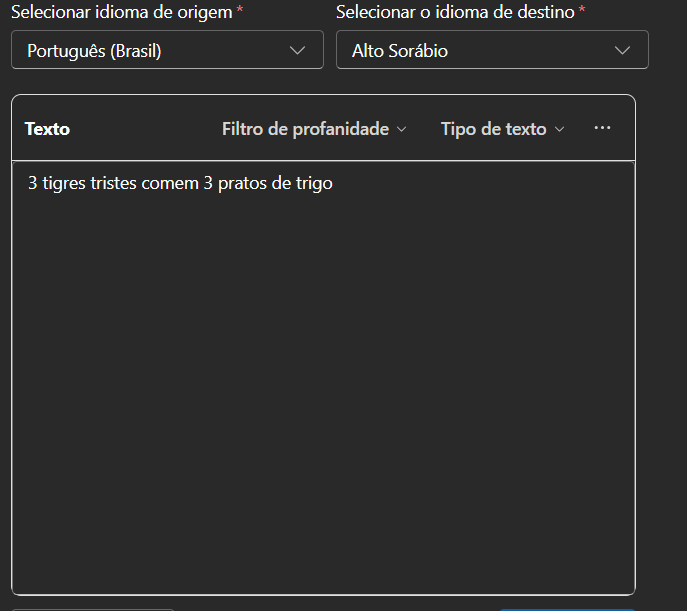 Selecionar idioma de origem * Selecionar o idioma de destino *
Português (Brasil) Alto Sorábio
Texto Filtro de profanidade Tipo de texto ...
3 tigres tristes comem 3 pratos de trigo